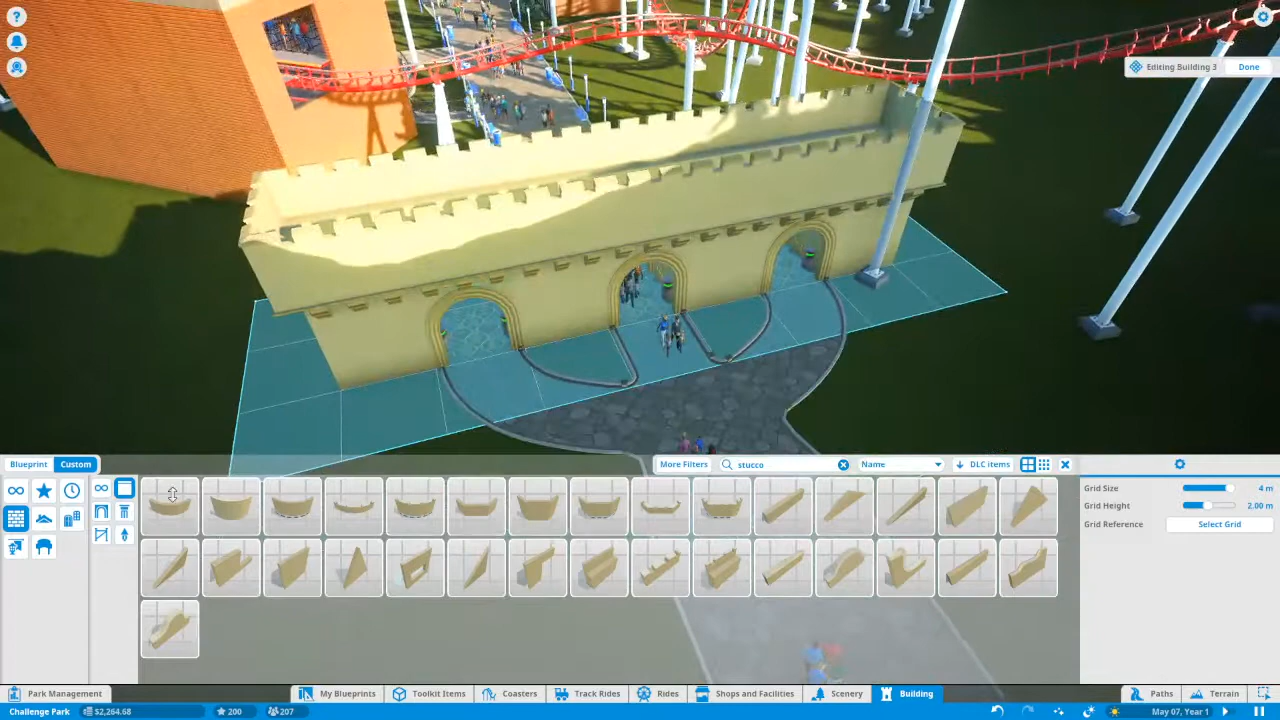 Editing Building 3 Done
Blueprint Custom More Filters stucco Name DLC items
Grid Size 4 m
Grid Height 2.00 m
Grid Reference Select Grid
Park Management My Blueprints Toolkit Items Coasters Track Rides Rides Shops and Facilities Scenery Building Paths Terrain
Challenge Park $2,264.68 200 207 May 07, Year 1